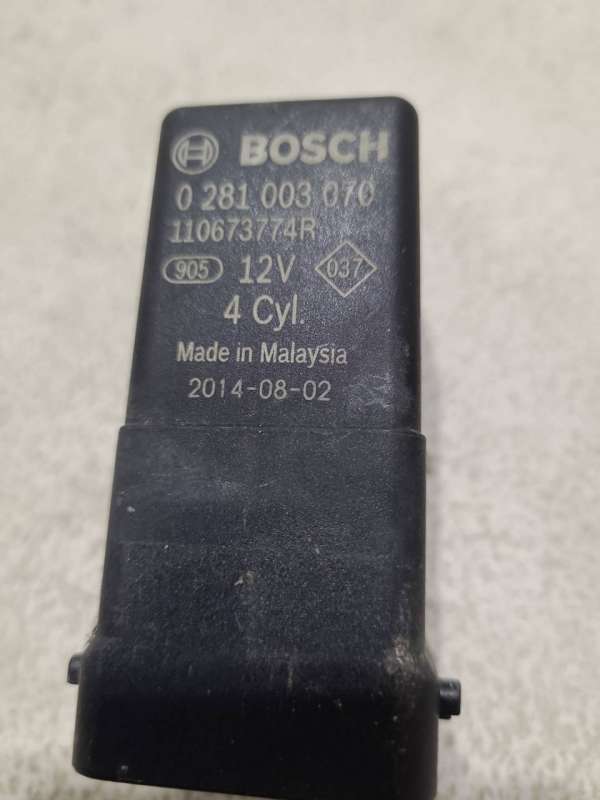 BOSCH
0 281 003 070
110673774R
905 12V 037
4 Cyl.
Made in Malaysia
2014-08-02